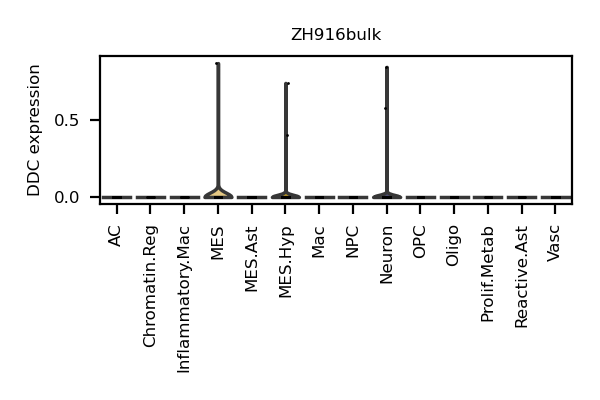 ZH916bulk
DDC expression
0.5
0.0
AC
Chromatin.Reg
Inflammatory.Mac
MES
MES.Ast
MES.Hyp
Mac
NPC
Neuron
OPC
Oligo
Prolif.Metab
Reactive.Ast
Vasc